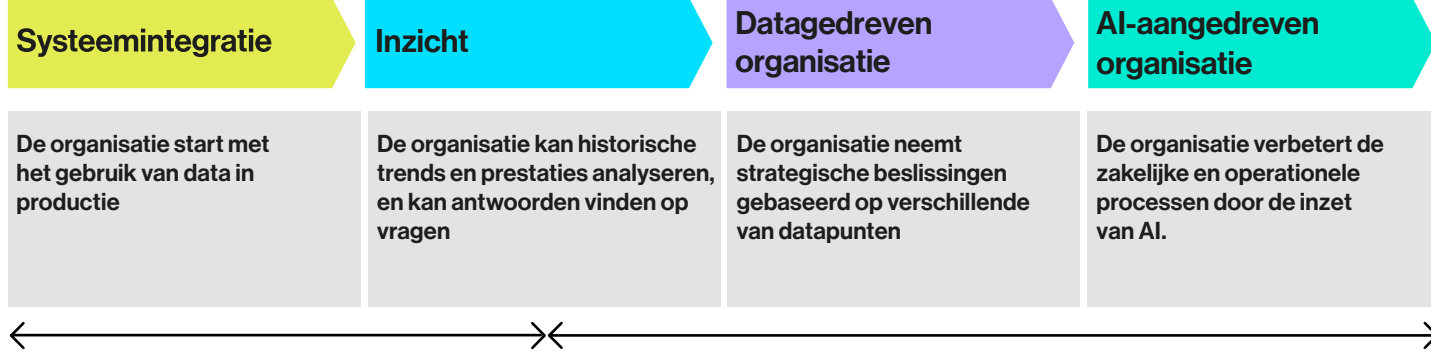 Systeemintegratie
Inzicht
Datagedreven
organisatie
AI-aangedreven
organisatie
De organisatie start met
het gebruik van data in
productie
De organisatie kan historische
trends en prestaties analyseren,
en kan antwoorden vinden op
vragen
De organisatie neemt
strategische beslissingen
gebaseerd op verschillende
van datapunten
De organisatie verbetert de
zakelijke en operationele
processen door de inzet
van AI.